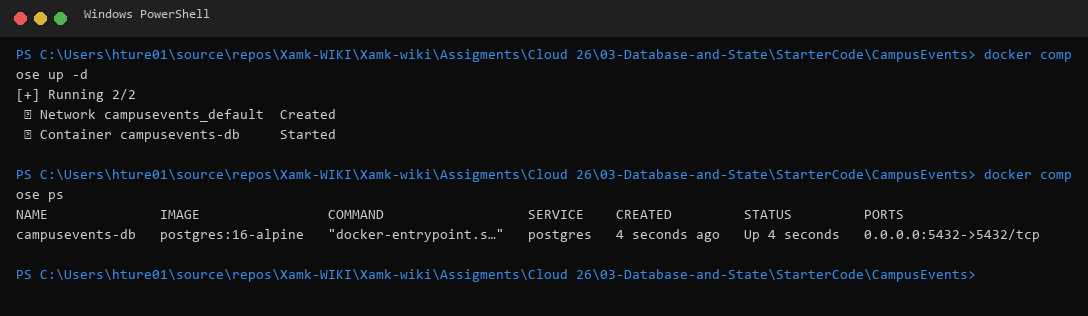 Windows PowerShell
PS C:\Users\hture01\source\repos\Xamk-WIKI\Xamk-wiki\Assigments\Cloud 26\03-Database-and-State\StarterCode\CampusEvents> docker comp
ose up -d
[+] Running 2/2
Network campusevents_default  Created
Container campusevents-db     Started
PS C:\Users\hture01\source\repos\Xamk-WIKI\Xamk-wiki\Assigments\Cloud 26\03-Database-and-State\StarterCode\CampusEvents> docker comp
ose ps
NAME              IMAGE                COMMAND                  SERVICE    CREATED         STATUS         PORTS
campusevents-db   postgres:16-alpine   "docker-entrypoint.s…"   postgres   4 seconds ago   Up 4 seconds   0.0.0.0:5432->5432/tcp
PS C:\Users\hture01\source\repos\Xamk-WIKI\Xamk-wiki\Assigments\Cloud 26\03-Database-and-State\StarterCode\CampusEvents>